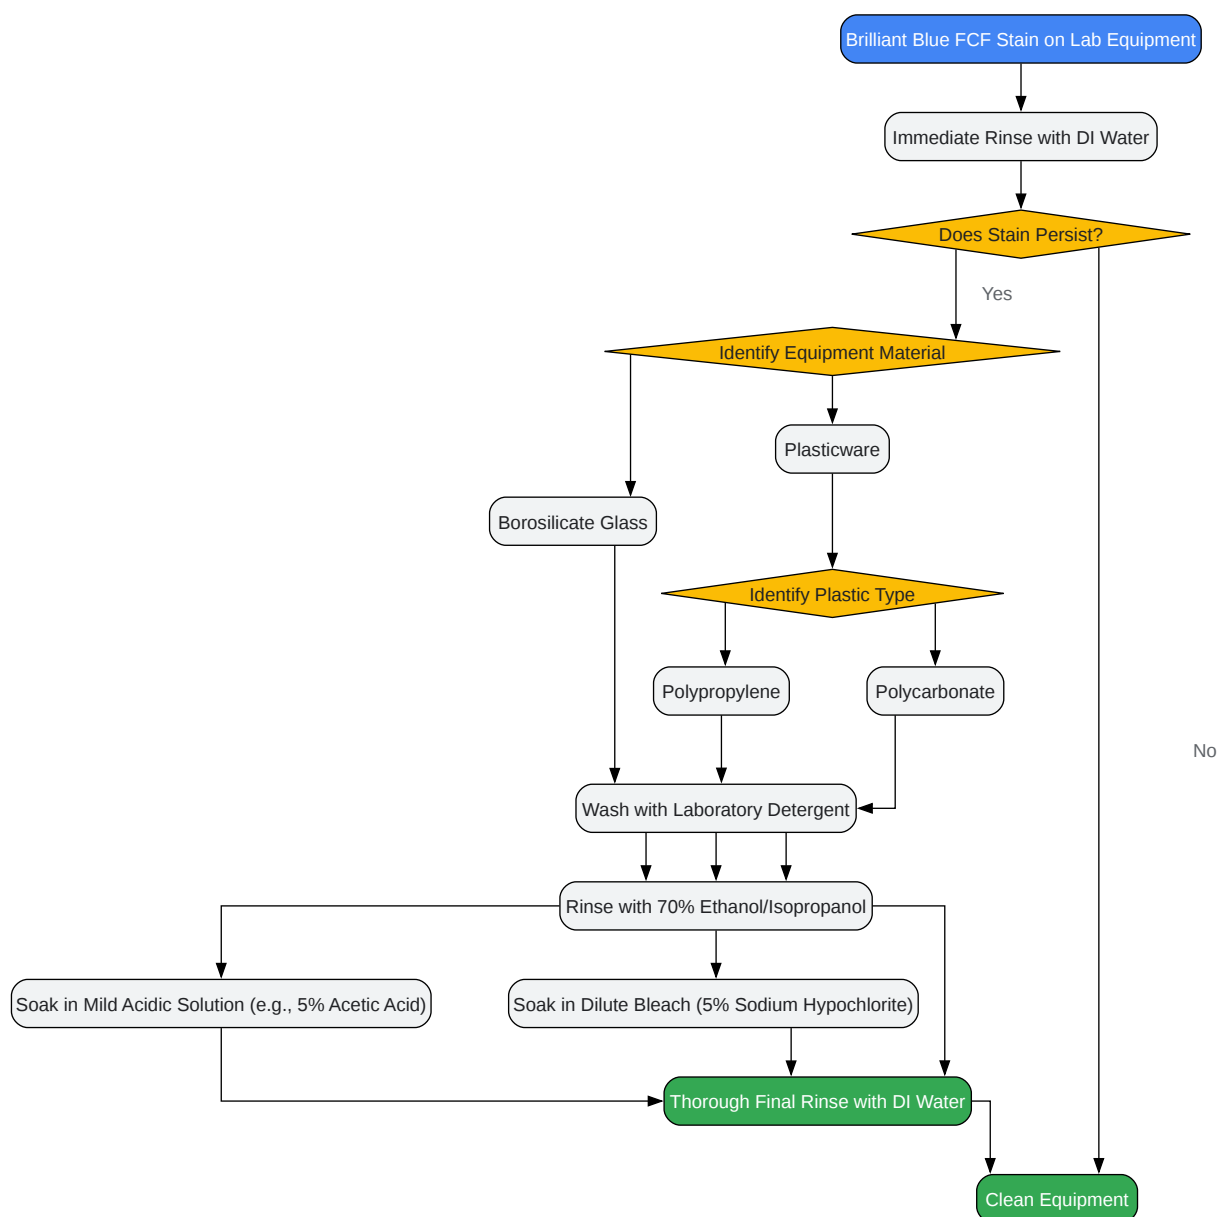 Brilliant Blue FCF Stain on Lab Equipment
Immediate Rinse with DI Water
Does Stain Persist?
Yes
Identify Equipment Material
Plasticware
Borosilicate Glass
Identify Plastic Type
Polypropylene
Polycarbonate
No
Wash with Laboratory Detergent
Rinse with 70% Ethanol/Isopropanol
Soak in Mild Acidic Solution (e.g., 5% Acetic Acid)
Soak in Dilute Bleach (5% Sodium Hypochlorite)
Thorough Final Rinse with DI Water
Clean Equipment